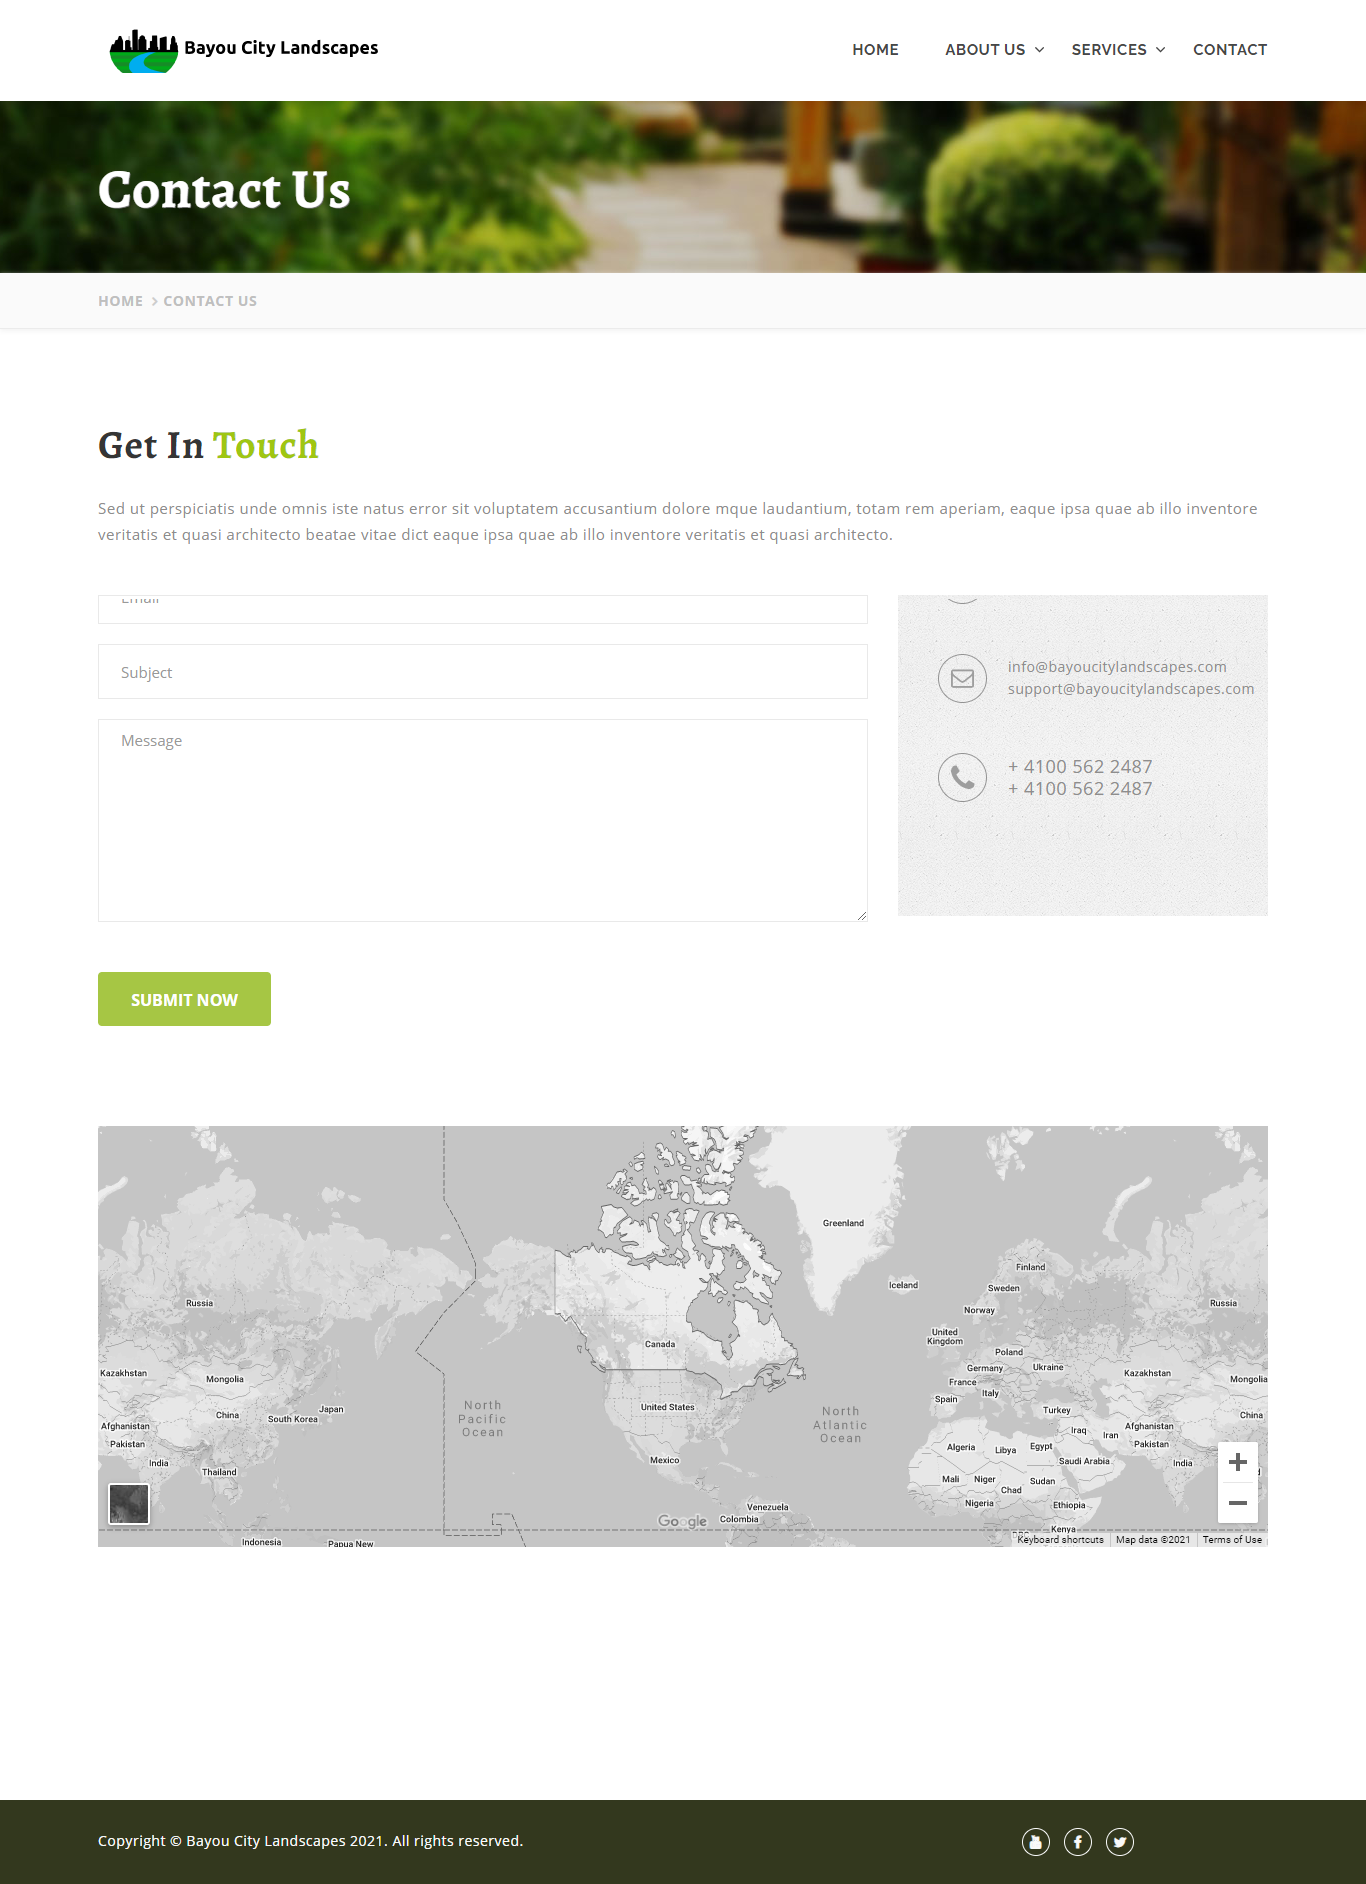 Bayou City Landscapes
HOME
ABOUT US
SERVICES
CONTACT
Contact Us
HOME
CONTACT US
Get In Touch
Sed ut perspiciatis unde omnis iste natus error sit voluptatem accusantium dolore mque laudantium, totam rem aperiam, eaque ipsa quae ab illo inventore
veritatis et quasi architecto beatae vitae dict eaque ipsa quae ab illo inventore veritatis et quasi architecto.
Email
Subject
Message
info@bayoucitylandscapes.com
support@bayoucitylandscapes.com
+ 4100 562 2487
+ 4100 562 2487
SUBMIT NOW
Greenland
Finland
Iceland
Sweden
Russia
Russia
Norway
United
Kingdom
Canada
Poland
Kazakhstan
Germany
Ukraine
Kazakhstan
Mongolia
France
Mongolia
Spain
Italy
Japan
North
Pacific
Ocean
United States
North
Atlantic
Ocean
Turkey
China
South Korea
China
Afghanistan
Iraq
Iran
Afghanistan
Pakistan
Algeria
Libya
Egypt
Pakistan
India
Mexico
Saudi Arabia
India
Thailand
Mali
Niger
Sudan
Chad
Nigeria
Ethiopia
Venezuela
Colombia
Google
Kenya
DRC
Indonesia
Papua New
Keyboard shortcuts
Map data ©2021
Terms of Use
Copyright © Bayou City Landscapes 2021. All rights reserved.